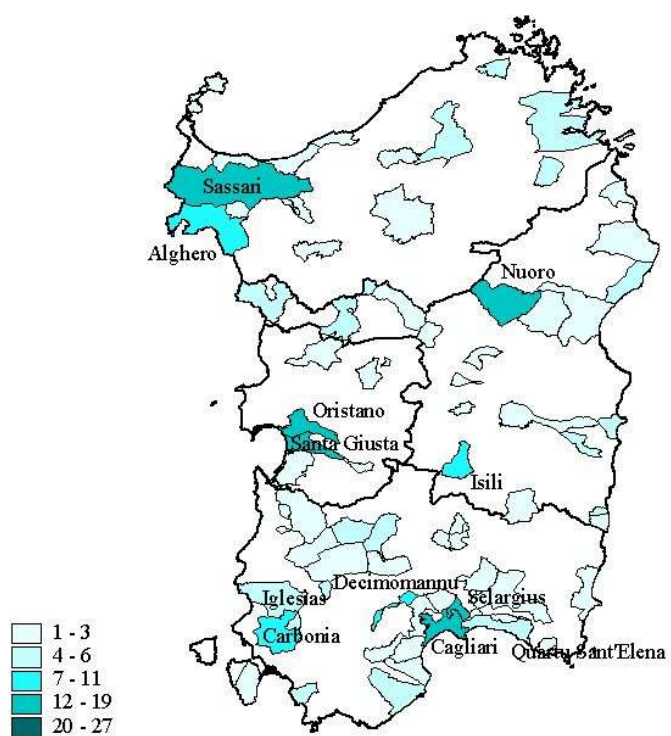 Sassari
Alghero
Nuoro
Oristano
Santa Giusta
Isili
Decimomannu
Iglesias
Selargius
Carbonia
Cagliari
Quartu Sant'Elena
1 - 3
4 - 6
7 - 11
12 - 19
20 - 27